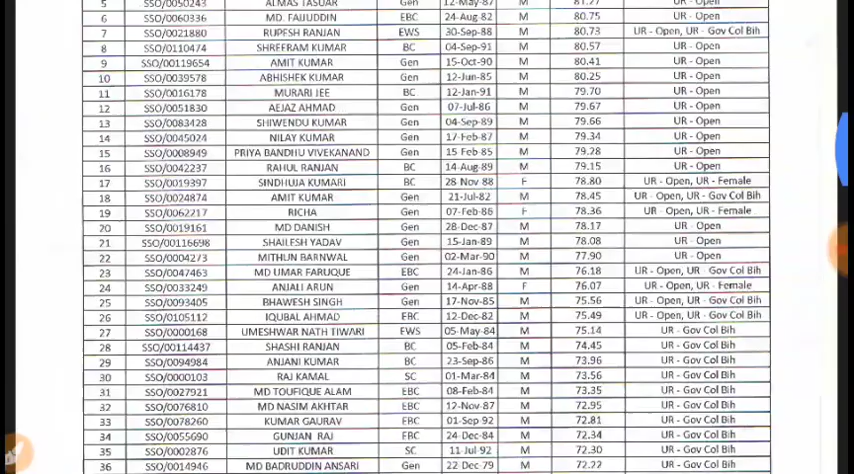 5 SSO/0050243 ALMAS TASUAR Gen 12-May-87 M 81.27 UR - Open
6 SSO/0060336 MD. FAIJUDDIN EBC 24-Aug-82 M 80.75 UR - Open
7 SSO/0021880 RUPESH RANJAN EWS 30-Sep-88 M 80.73 UR - Open, UR - Gov Col Bih
8 SSO/0110474 SHREERAM KUMAR BC 04-Sep-91 M 80.57 UR - Open
9 SSO/00119654 AMIT KUMAR Gen 15-Oct-90 M 80.41 UR - Open
10 SSO/0039578 ABHISHEK KUMAR Gen 12-Jun-85 M 80.25 UR - Open
11 SSO/0016178 MURARI JEE BC 12-Jan-91 M 79.70 UR - Open
12 SSO/0051830 AEJAZ AHMAD Gen 07-Jul-86 M 79.67 UR - Open
13 SSO/0083428 SHIWENDU KUMAR Gen 04-Sep-89 M 79.66 UR - Open
14 SSO/0045024 NILAY KUMAR Gen 17-Feb-87 M 79.34 UR - Open
15 SSO/0008949 PRIYA BANDHU VIVEKANAND Gen 15-Feb-85 M 79.28 UR - Open
16 SSO/0042237 RAHUL RANJAN BC 14-Aug-89 M 79.15 UR - Open
17 SSO/0019397 SINDHUJA KUMARI BC 28 Nov 88 F 78.80 UR - Open, UR - Female
18 SSO/0024874 AMIT KUMAR Gen 21-Jul-82 M 78.45 UR - Open, UR - Gov Col Bih
19 SSO/0062217 RICHA Gen 07-Feb-86 F 78.36 UR - Open, UR - Female
20 SSO/0019161 MD DANISH Gen 28-Dec-87 M 78.17 UR - Open
21 SSO/00116698 SHAILESH YADAV Gen 15-Jan-89 M 78.08 UR - Open
22 SSO/0004273 MITHUN BARNWAL Gen 02-Mar-90 M 77.90 UR - Open
23 SSO/0047463 MD UMAR FARUQUE EBC 24-Jan-86 M 76.18 UR - Open, UR - Gov Col Bih
24 SSO/0033249 ANJALI ARUN Gen 14-Apr-88 F 76.07 UR - Open, UR - Female
25 SSO/0093405 BHAWESH SINGH Gen 17-Nov-85 M 75.56 UR - Open, UR - Gov Col Bih
26 SSO/0105112 IQUBAL AHMAD EBC 12-Dec-82 M 75.49 UR - Open, UR - Gov Col Bih
27 SSO/0000168 UMESHWAR NATH TIWARI EWS 05-May-84 M 75.14 UR - Gov Col Bih
28 SSO/00114437 SHASHI RANJAN BC 05-Feb-84 M 74.45 UR - Gov Col Bih
29 SSO/0094984 ANJANI KUMAR BC 23-Sep-86 M 73.96 UR - Gov Col Bih
30 SSO/0000103 RAJ KAMAL SC 01-Mar-84 M 73.56 UR - Gov Col Bih
31 SSO/0027921 MD TOUFIQUE ALAM EBC 08-Feb-84 M 73.35 UR - Gov Col Bih
32 SSO/0076810 MD NASIM AKHTAR EBC 12-Nov-87 M 72.95 UR - Gov Col Bih
33 SSO/0078260 KUMAR GAURAV EBC 01-Sep-92 M 72.81 UR - Gov Col Bih
34 SSO/0055690 GUNJAN RAJ EBC 24-Dec-84 M 72.34 UR - Gov Col Bih
35 SSO/0002876 UDIT KUMAR SC 11-Jul-92 M 72.30 UR - Gov Col Bih
36 SSO/0014946 MD BADRUDDIN ANSARI Gen 22-Dec-79 M 72.22 UR - Gov Col Bih